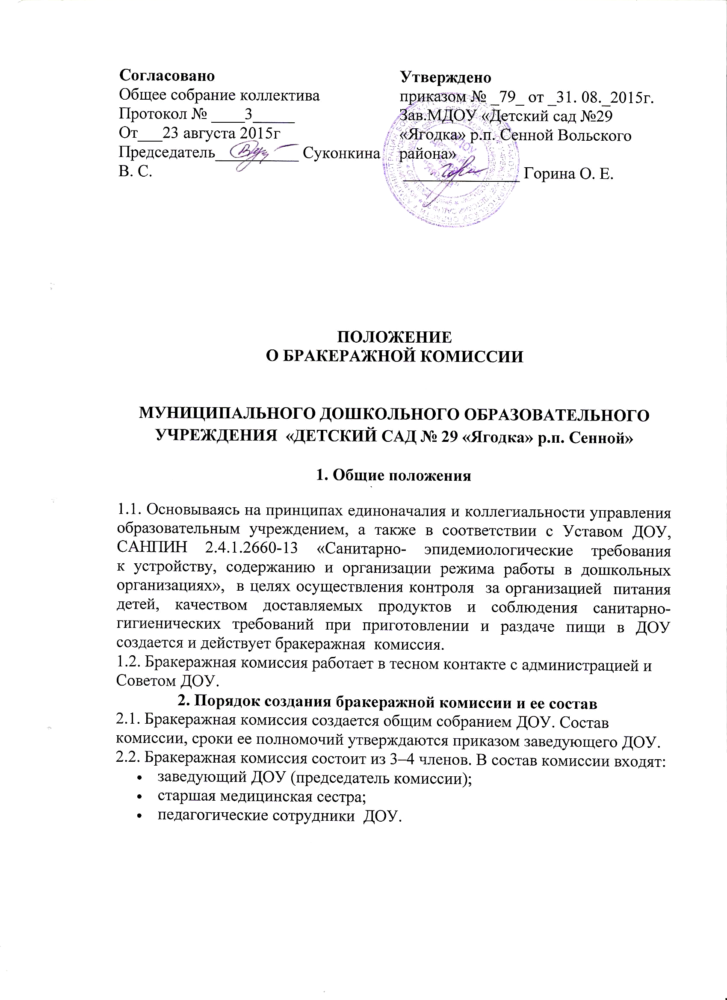 Согласовано
Общее собрание коллектива
Протокол № ____3_____
От___23 августа 2015г
Председатель__________ Суконкина
В. С.
Утверждено
приказом № _79_ от _31. 08._2015г.
Зав.МДОУ «Детский сад №29
«Ягодка» р.п. Сенной Вольского
района»
______________ Горина О. Е.
ПОЛОЖЕНИЕ
О БРАКЕРАЖНОЙ КОМИССИИ
МУНИЦИПАЛЬНОГО ДОШКОЛЬНОГО ОБРАЗОВАТЕЛЬНОГО
УЧРЕЖДЕНИЯ «ДЕТСКИЙ САД № 29 «Ягодка» р.п. Сенной»
1. Общие положения
1.1. Основываясь на принципах единоначалия и коллегиальности управления
образовательным учреждением, а также в соответствии с Уставом ДОУ,
САНПИН 2.4.1.2660-13 «Санитарно- эпидемиологические требования
к устройству, содержанию и организации режима работы в дошкольных
организациях», в целях осуществления контроля за организацией питания
детей, качеством доставляемых продуктов и соблюдения санитарно-
гигиенических требований при приготовлении и раздаче пищи в ДОУ
создается и действует бракеражная комиссия.
1.2. Бракеражная комиссия работает в тесном контакте с администрацией и
Советом ДОУ.
2. Порядок создания бракеражной комиссии и ее состав
2.1. Бракеражная комиссия создается общим собранием ДОУ. Состав
комиссии, сроки ее полномочий утверждаются приказом заведующего ДОУ.
2.2. Бракеражная комиссия состоит из 3–4 членов. В состав комиссии входят:
• заведующий ДОУ (председатель комиссии);
• старшая медицинская сестра;
• педагогические сотрудники ДОУ.